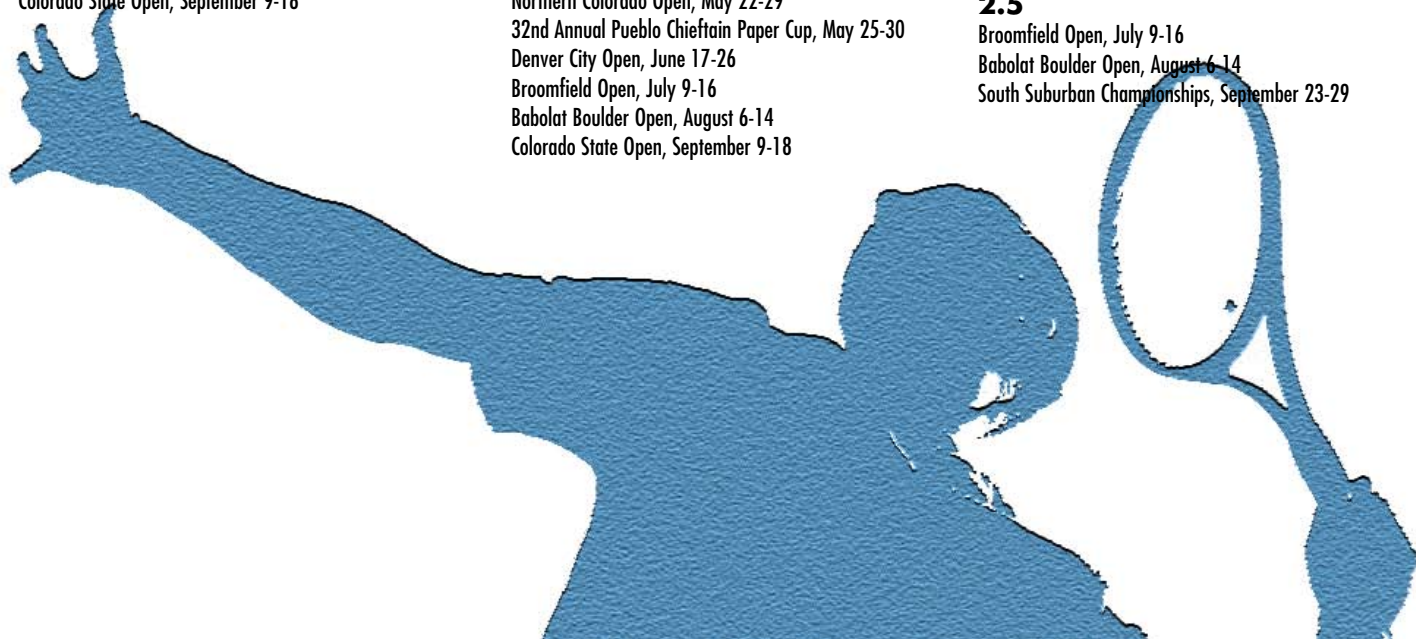 Colorado State Open, September 9-18
Northern Colorado Open, May 22-29
32nd Annual Pueblo Chieftain Paper Cup, May 25-30
Denver City Open, June 17-26
Broomfield Open, July 9-16
Babolat Boulder Open, August 6-14
Colorado State Open, September 9-18
2.5
Broomfield Open, July 9-16
Babolat Boulder Open, August 6-14
South Suburban Championships, September 23-29